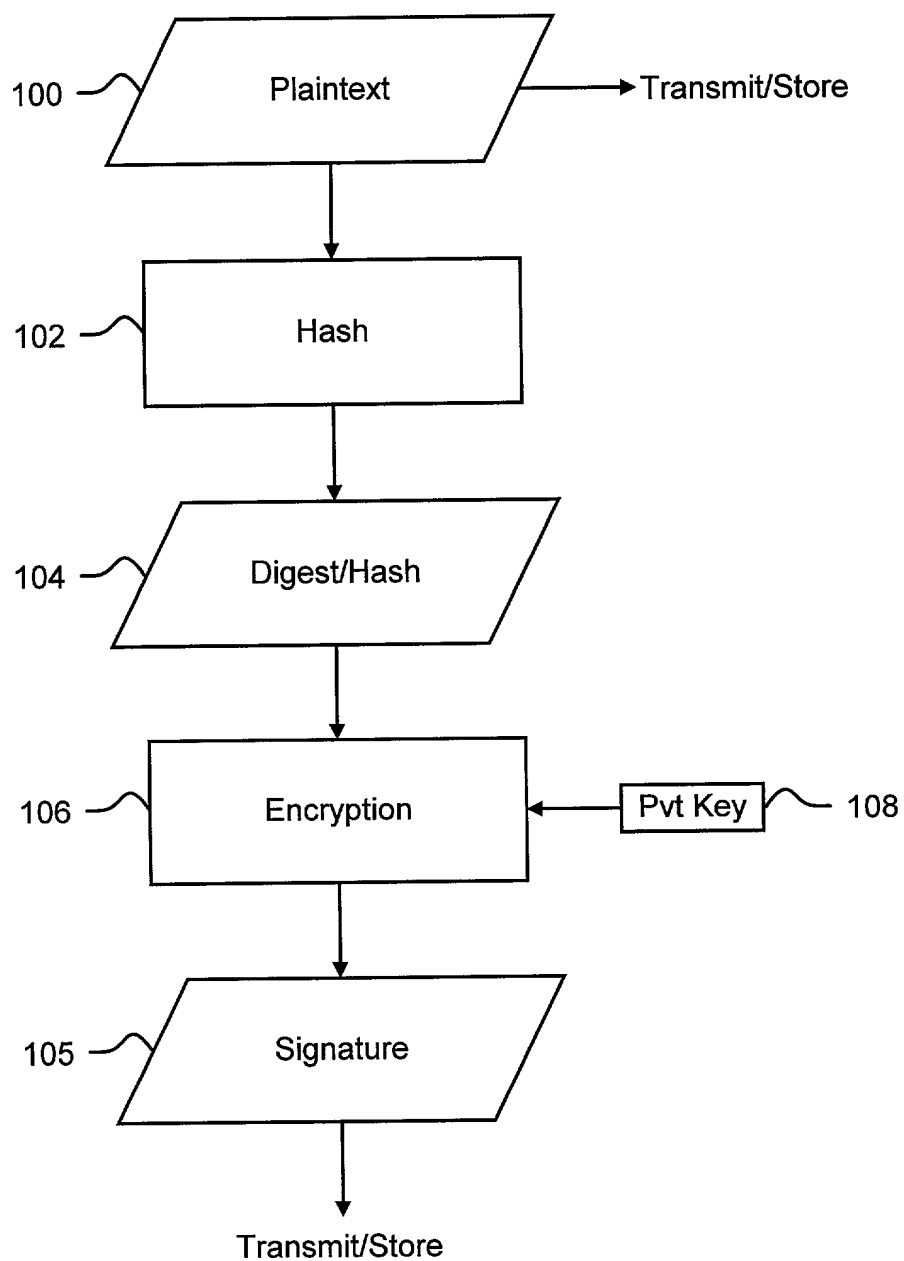 100
Plaintext
Transmit/Store
102
Hash
104
Digest/Hash
106
Encryption
Pvt Key
108
105
Signature
Transmit/Store